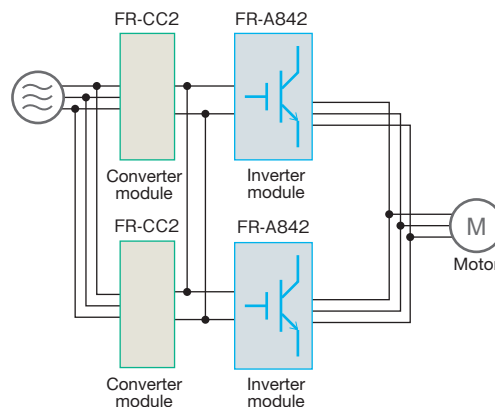 FR-CC2
FR-A842
Converter
module
Inverter
module
FR-CC2
FR-A842
M
Motor
Converter
module
Inverter
module